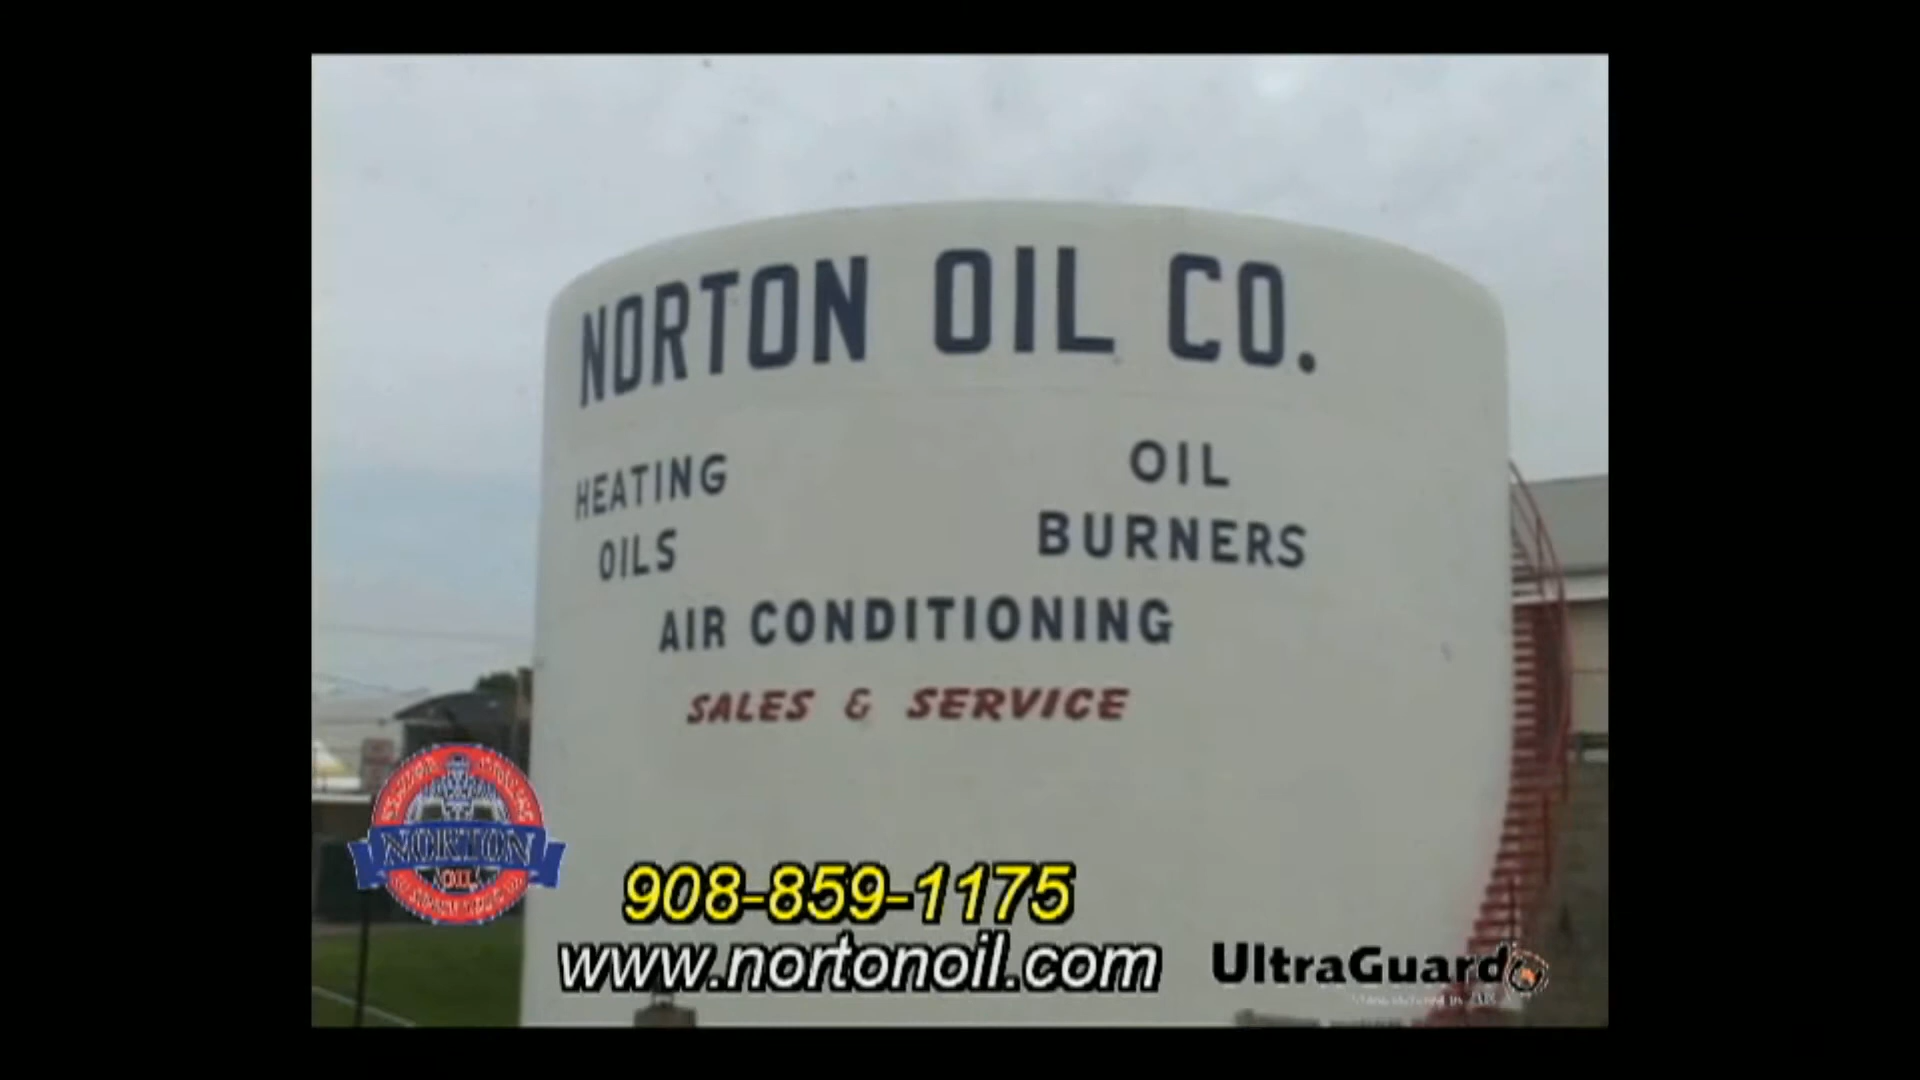 NORTON OIL CO.
HEATING
OILS
OIL
BURNERS
AIR CONDITIONING
SALES & SERVICE
NORTON
OIL
908-859-1175
www.nortonoil.com
UltraGuard